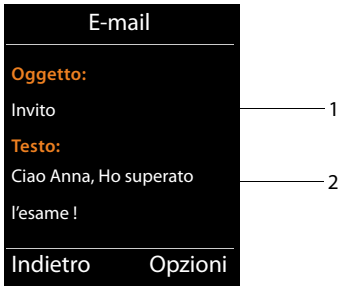 E-mail
Oggetto:
Invito
1
Testo:
Ciao Anna, Ho superato
2
l'esame !
Indietro Opzioni